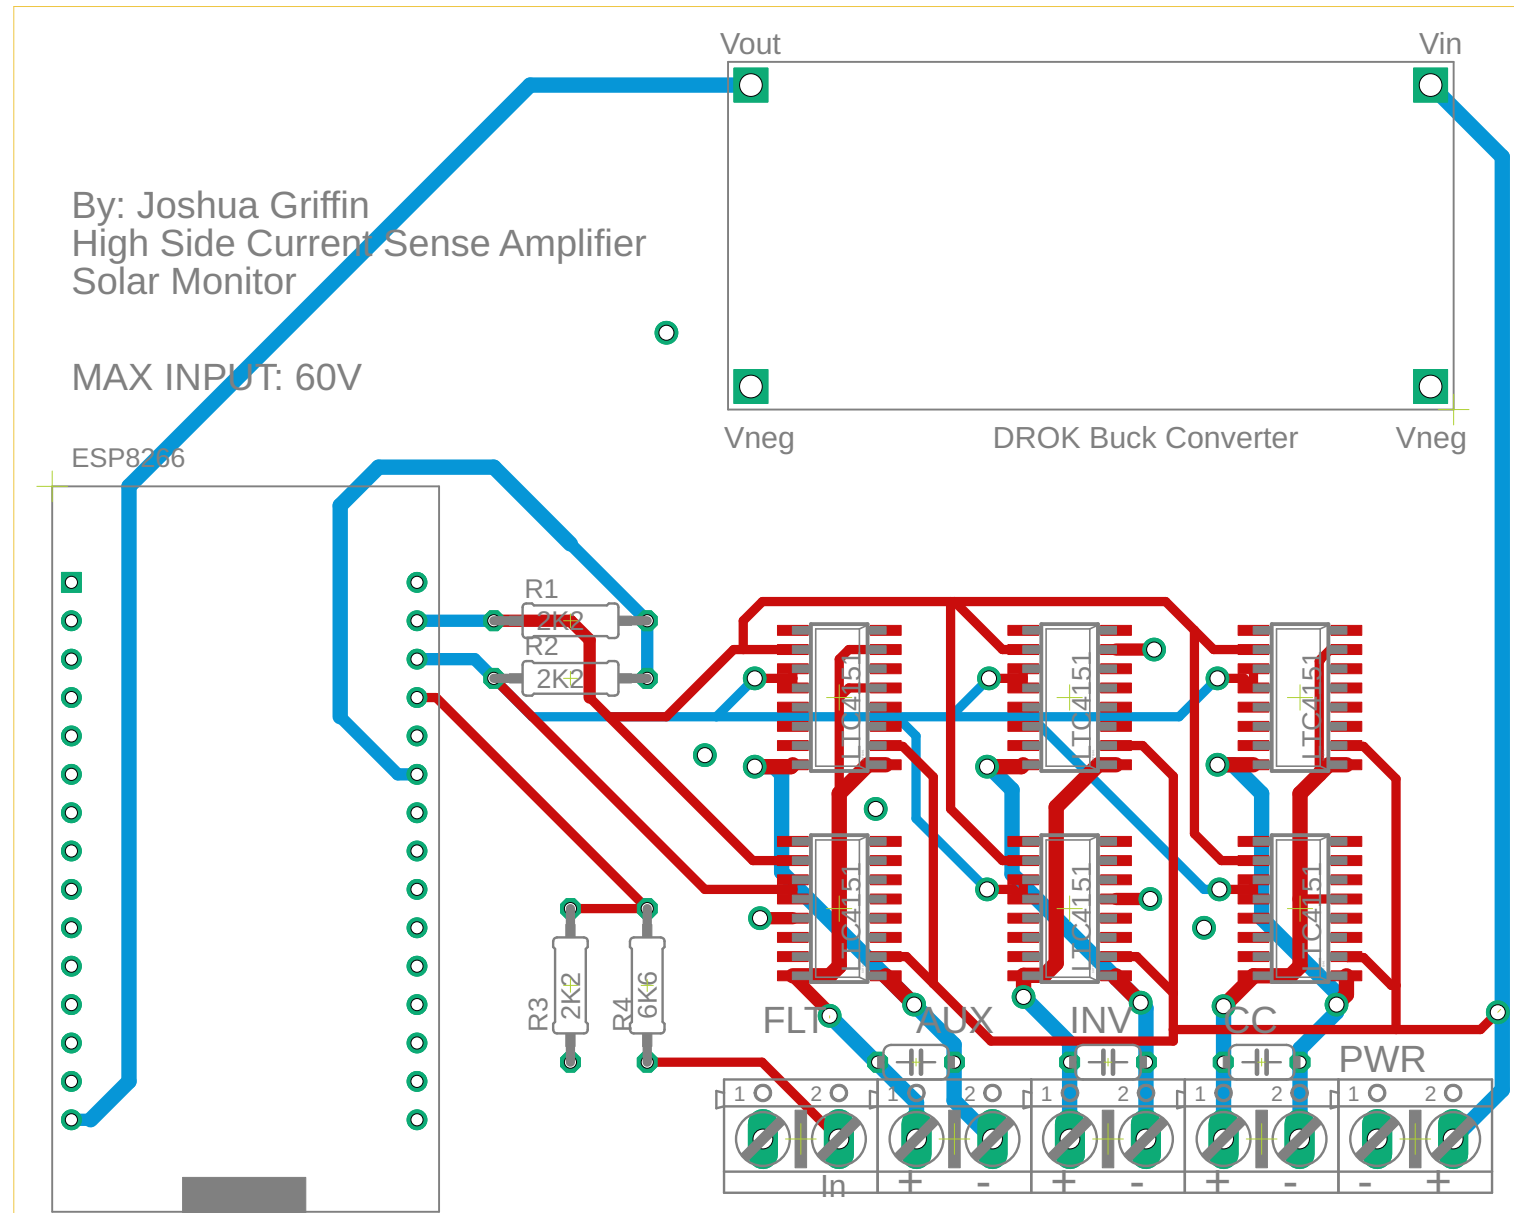 Vout
Vin
By: Joshua Griffin
High Side Current Sense Amplifier
Solar Monitor
MAX INPUT: 60V
Vneg
DROK Buck Converter
Vneg
ESP8266
R1
2K2
R2
2K2
LTC4151
LTC4151
LTC4151
LTC4151
LTC4151
LTC4151
R3
2K2
R4
6K6
FLT
AUX
INV
CC
PWR
1
2
1
2
1
2
1
2
1
2
In
+
-
+
-
+
-
-
+